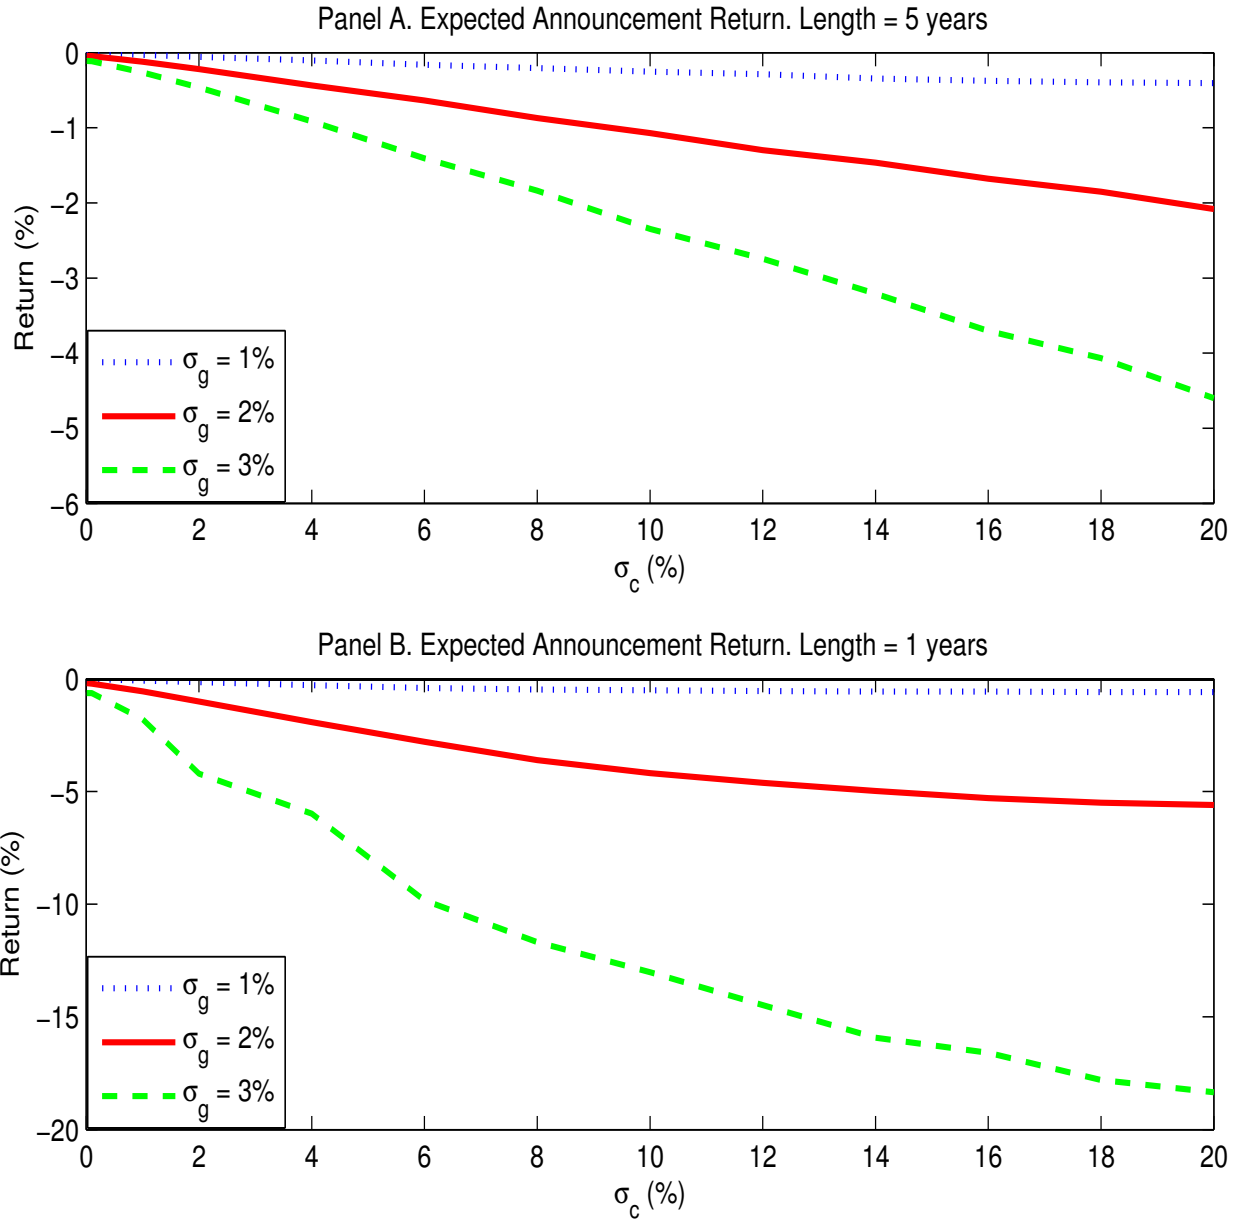 Panel A. Expected Announcement Return. Length = 5 years
0
−1
−2
−3
−4
−5
−6
Return (%)
σg = 1%
σg = 2%
σg = 3%
0 2 4 6 8 10 12 14 16 18 20
σc (%)
Panel B. Expected Announcement Return. Length = 1 years
0
−5
−10
−15
−20
Return (%)
σg = 1%
σg = 2%
σg = 3%
0 2 4 6 8 10 12 14 16 18 20
σc (%)